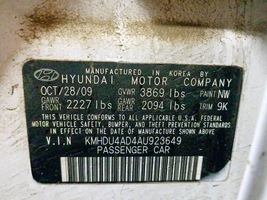 MANUFACTURED IN KOREA BY
HYUNDAI MOTOR COMPANY
OCT/28/09 GVWR 3869 lbs PAINT NW
GAWR FRONT 2227 lbs GAWR REAR 2094 lbs TRIM 9K
THIS VEHICLE CONFORMS TO ALL APPLICABLE U.S.A. FEDERAL
MOTOR VEHICLE SAFETY, BUMPER, AND THEFT PREVENTION
STANDARDS IN EFFECT ON THE DATE OF MANUFACTURE SHOWN ABOVE.
V.I.N KMHDU4AD4AU923649
PASSENGER CAR